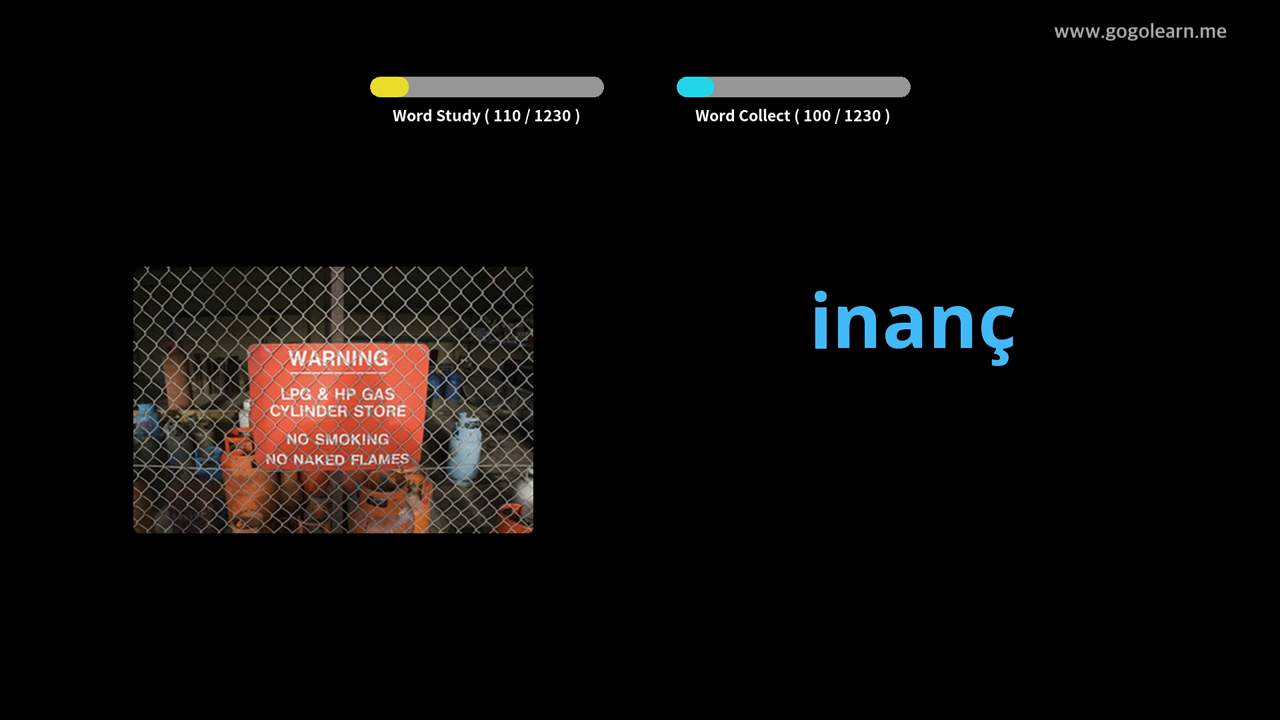 www.gogolearn.me
Word Study ( 110 / 1230 )
Word Collect ( 100 / 1230 )
inanç
WARNING
LPG & HP GAS
CYLINDER STORE
NO SMOKING
NO NAKED FLAMES